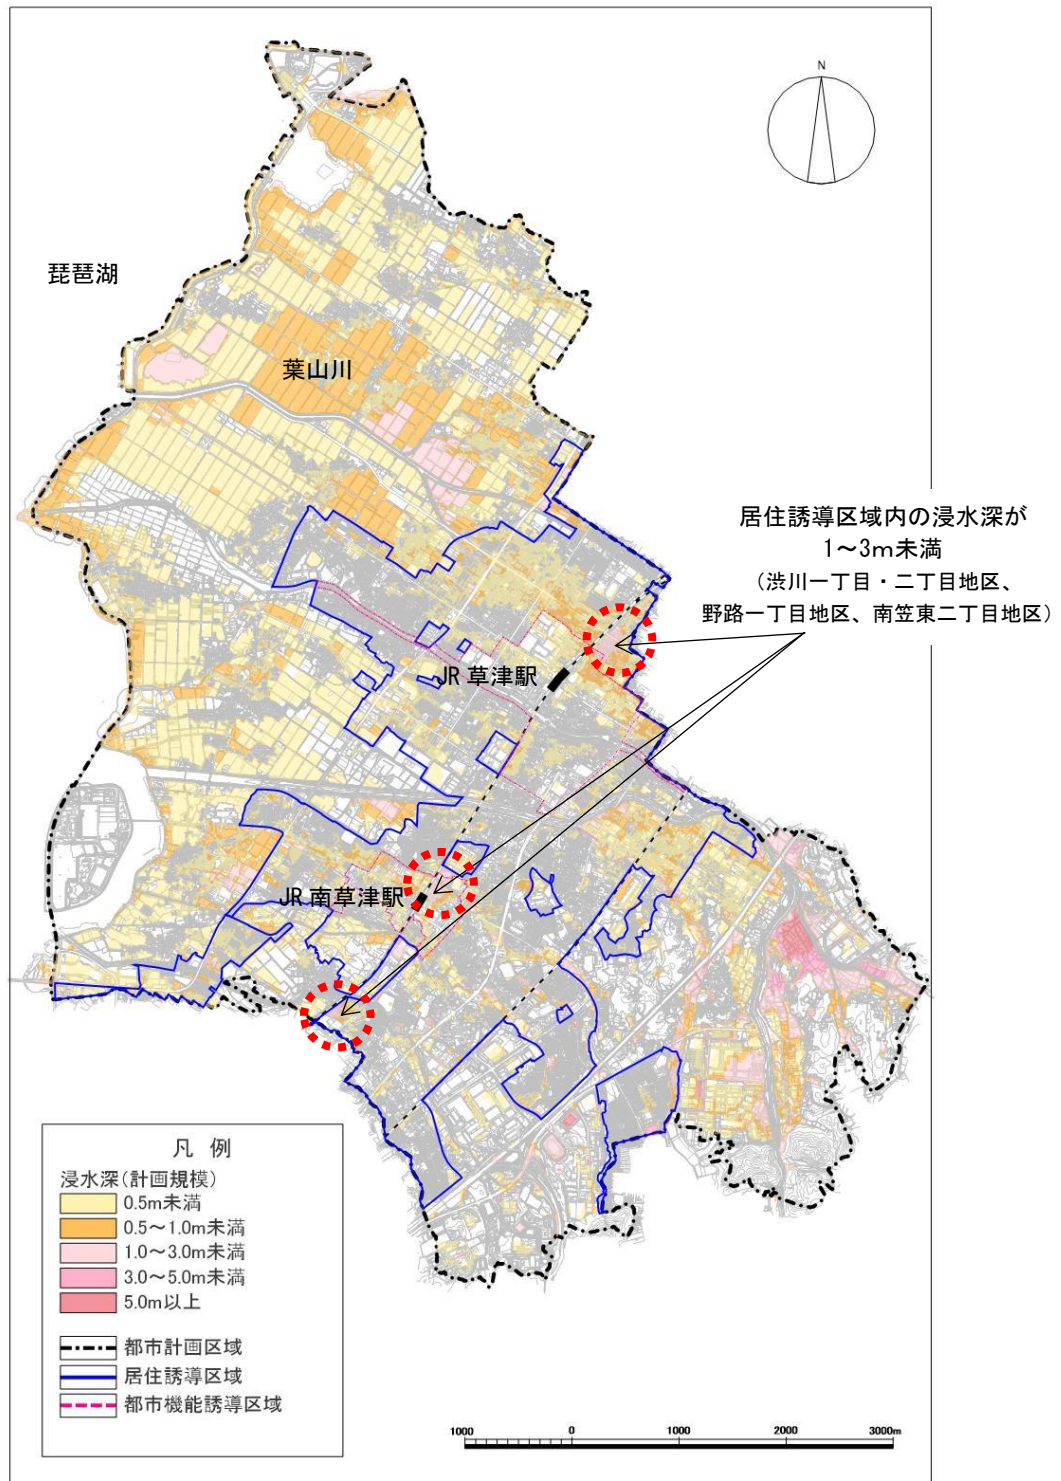 N
琵琶湖
葉山川
居住誘導区域内の浸水深が
1～3m未満
（渋川一丁目・二丁目地区、
野路一丁目地区、南笠東二丁目地区）
JR 草津駅
JR 南草津駅
凡 例
浸水深(計画規模)
0.5m未満
0.5～1.0m未満
1.0～3.0m未満
3.0～5.0m未満
5.0m以上
都市計画区域
居住誘導区域
都市機能誘導区域
1000 0 1000 2000 3000m